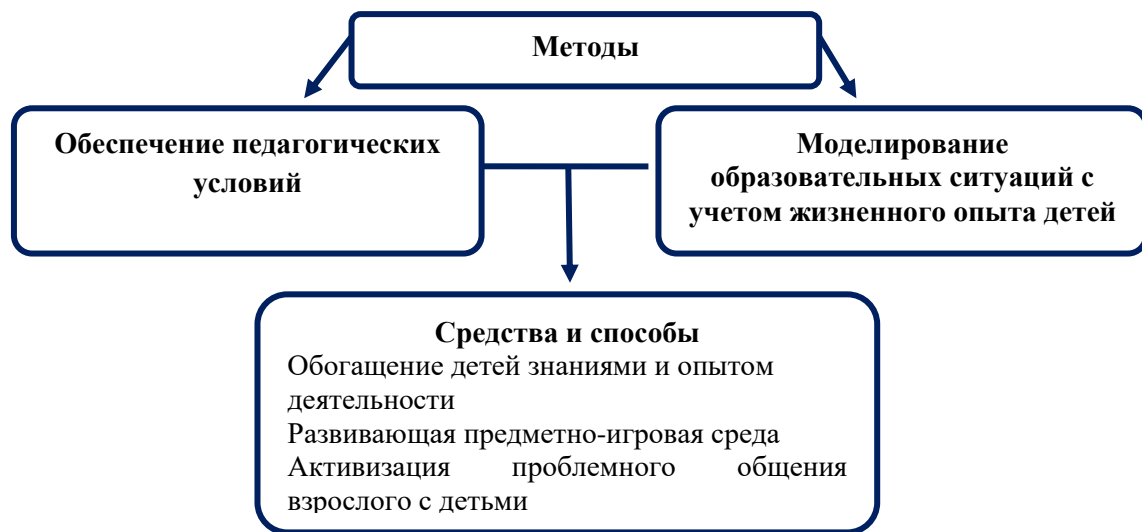 Методы
Обеспечение педагогических
условий
Моделирование
образовательных ситуаций с
учетом жизненного опыта детей
Средства и способы
Обогащение детей знаниями и опытом
деятельности
Развивающая предметно-игровая среда
Активизация проблемного общения
взрослого с детьми